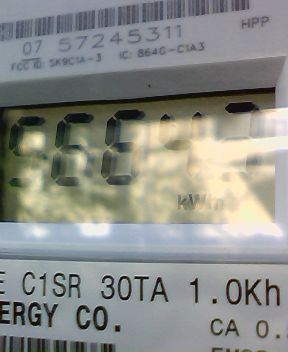 HPP
07 57245311
FCC ID: SK9C1A-3 IC: 864G-C1A3
kWh
E C1SR 30TA 1.0Kh
ERGY CO.
CA 0.